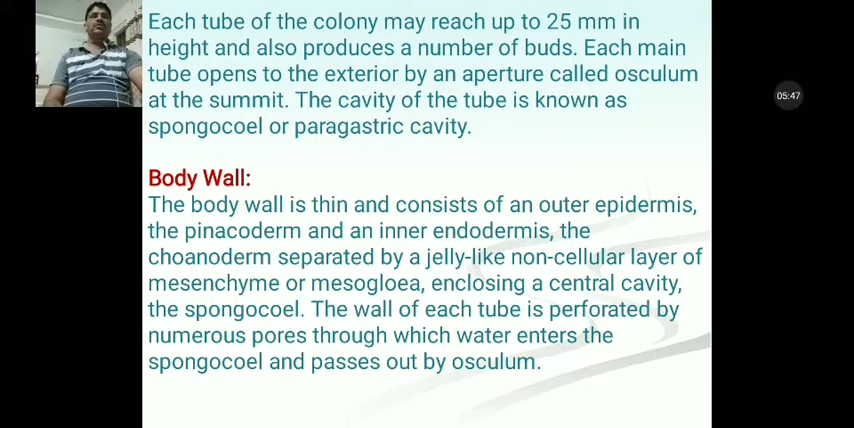 Each tube of the colony may reach up to 25 mm in
height and also produces a number of buds. Each main
tube opens to the exterior by an aperture called osculum
at the summit. The cavity of the tube is known as
spongocoel or paragastric cavity.
05:47
Body Wall:
The body wall is thin and consists of an outer epidermis,
the pinacoderm and an inner endodermis, the
choanoderm separated by a jelly-like non-cellular layer of
mesenchyme or mesogloea, enclosing a central cavity,
the spongocoel. The wall of each tube is perforated by
numerous pores through which water enters the
spongocoel and passes out by osculum.